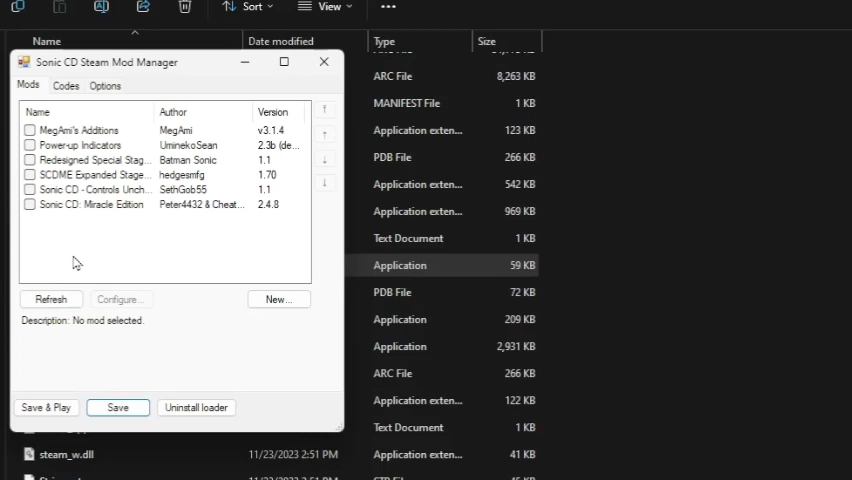 Sort
View
Name
Date modified
Type
Size
Sonic CD Steam Mod Manager
Mods
Codes
Options
Name
Author
Version
MegAmi's Additions
MegAmi
v3.1.4
Power-up Indicators
UminekoSean
2.3b (de...
Redesigned Special Stag...
Batman Sonic
1.1
SCDME Expanded Stage...
hedgesmfg
1.70
Sonic CD - Controls Unch...
SethGob55
1.1
Sonic CD: Miracle Edition
Peter4432 & Cheat...
2.4.8
Refresh
Configure...
New...
Description: No mod selected.
Save & Play
Save
Uninstall loader
ARC File
8,263 KB
MANIFEST File
1 KB
Application exten...
123 KB
PDB File
266 KB
Application exten...
542 KB
Application exten...
969 KB
Text Document
1 KB
Application
59 KB
PDB File
72 KB
Application
209 KB
Application
2,931 KB
ARC File
266 KB
Application exten...
122 KB
Text Document
1 KB
steam_w.dll
11/23/2023 2:51 PM
Application exten...
41 KB